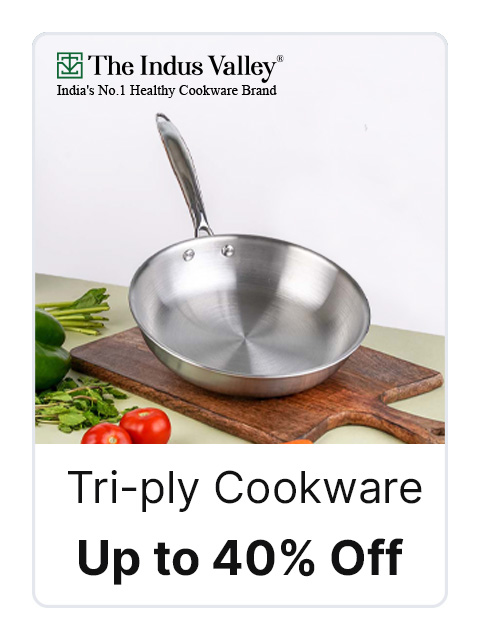 The Indus Valley®
India's No.1 Healthy Cookware Brand
Tri-ply Cookware
Up to 40% Off